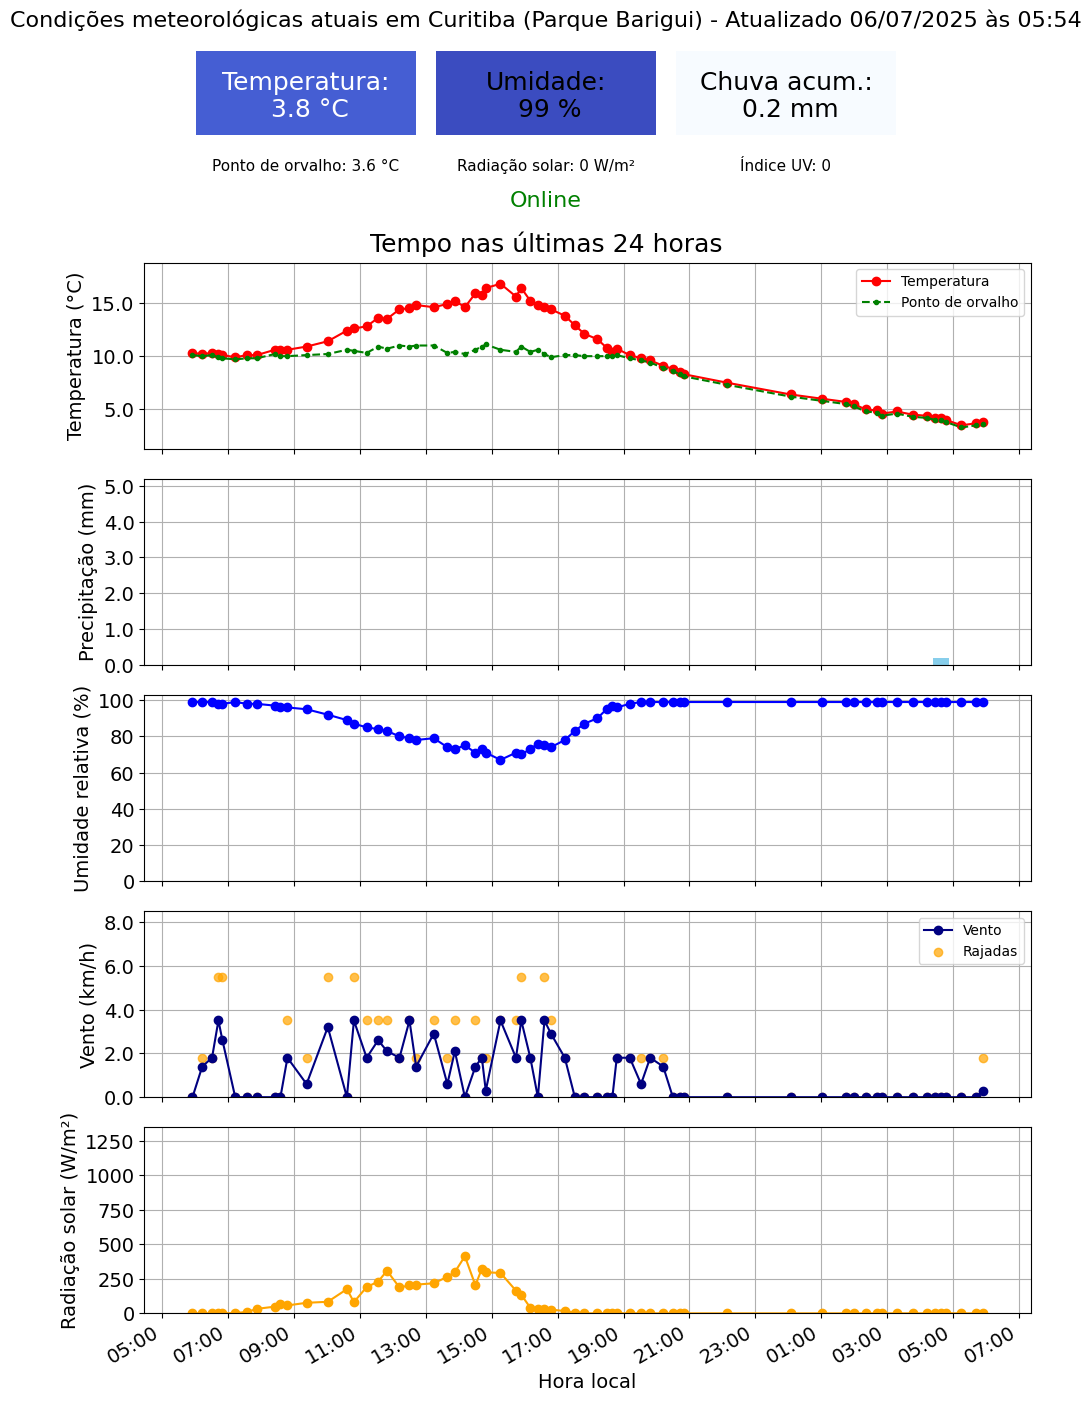 Condições meteorológicas atuais em Curitiba (Parque Barigui) - Atualizado 06/07/2025 às 05:54
Temperatura:
3.8 °C
Umidade:
99 %
Chuva acum.:
0.2 mm
Ponto de orvalho: 3.6 °C
Radiação solar: 0 W/m²
Índice UV: 0
Online
Tempo nas últimas 24 horas
Temperatura (°C)
15.0
10.0
5.0
Temperatura
Ponto de orvalho
Precipitação (mm)
5.0
4.0
3.0
2.0
1.0
0.0
Umidade relativa (%)
100
80
60
40
20
0
Vento (km/h)
8.0
6.0
4.0
2.0
0.0
Vento
Rajadas
Radiação solar (W/m²)
1250
1000
750
500
250
0
05:00
07:00
09:00
11:00
13:00
15:00
17:00
19:00
21:00
23:00
01:00
03:00
05:00
07:00
Hora local